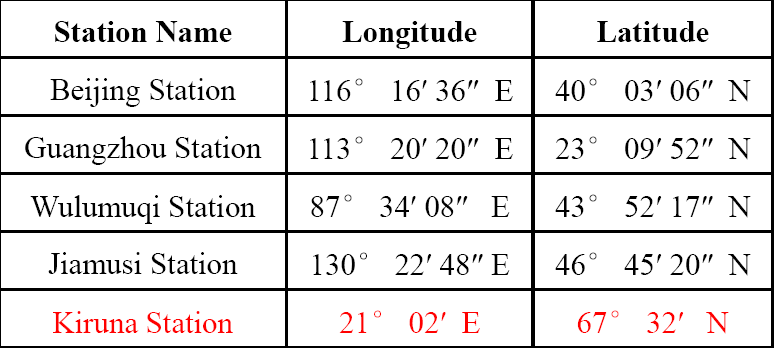 Station Name Longitude Latitude
Beijing Station 116° 16′ 36″ E 40° 03′ 06″ N
Guangzhou Station 113° 20′ 20″ E 23° 09′ 52″ N
Wulumuqi Station 87° 34′ 08″ E 43° 52′ 17″ N
Jiamusi Station 130° 22′ 48″ E 46° 45′ 20″ N
Kiruna Station 21° 02′ E 67° 32′ N